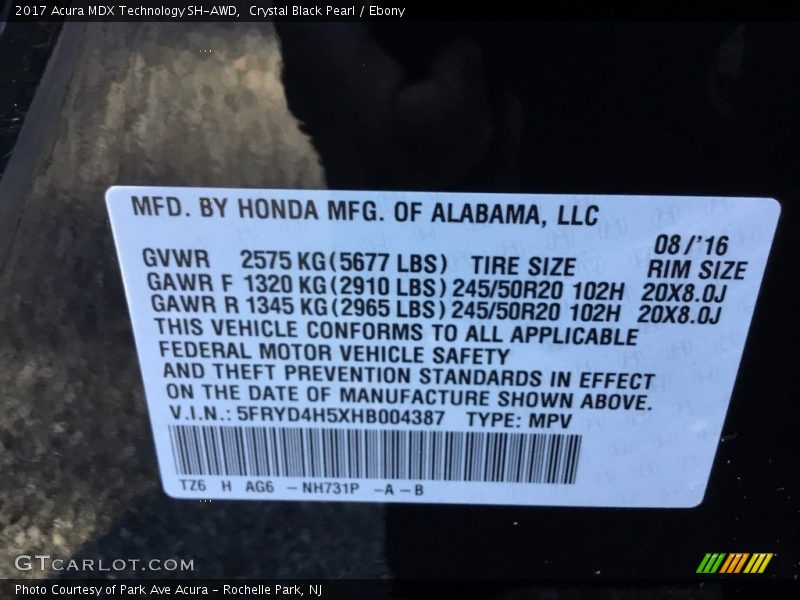 2017 Acura MDX Technology SH-AWD,  Crystal Black Pearl / Ebony
MFD. BY HONDA MFG. OF ALABAMA, LLC
08/'16
GVWR 2575 KG (5677 LBS) TIRE SIZE RIM SIZE
GAWR F 1320 KG (2910 LBS) 245/50R20 102H 20X8.0J
GAWR R 1345 KG (2965 LBS) 245/50R20 102H 20X8.0J
THIS VEHICLE CONFORMS TO ALL APPLICABLE
FEDERAL MOTOR VEHICLE SAFETY
AND THEFT PREVENTION STANDARDS IN EFFECT
ON THE DATE OF MANUFACTURE SHOWN ABOVE.
V.I.N.: 5FRYD4H5XHB004387 TYPE: MPV
TZ6 H AG6 -NH731P -A-B
GTCARLOT.COM
Photo Courtesy of Park Ave Acura - Rochelle Park, NJ